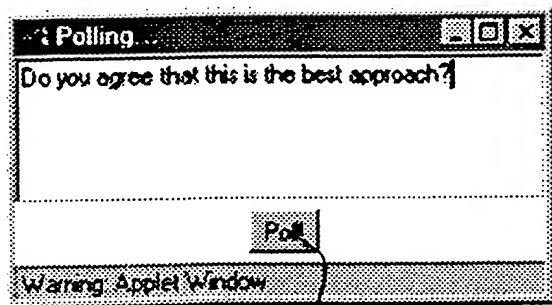 Polling...
Do you agree that this is the best approach?
Poll
Warning: Applet Window